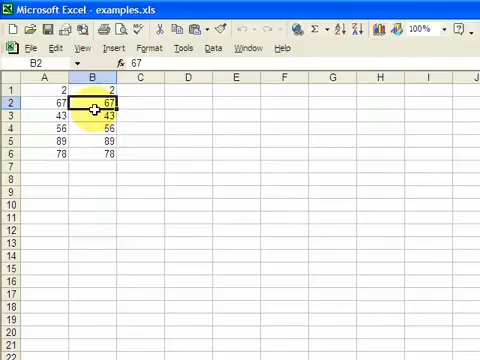 Microsoft Excel - examples.xls
100%
File Edit View Insert Format Tools Data Window Help
B2 fx 67
A B C D E F G H I J
1 2 2
2 67 67
3 43 43
4 56 56
5 89 89
6 78 78
7
8
9
10
11
12
13
14
15
16
17
18
19
20
21
22